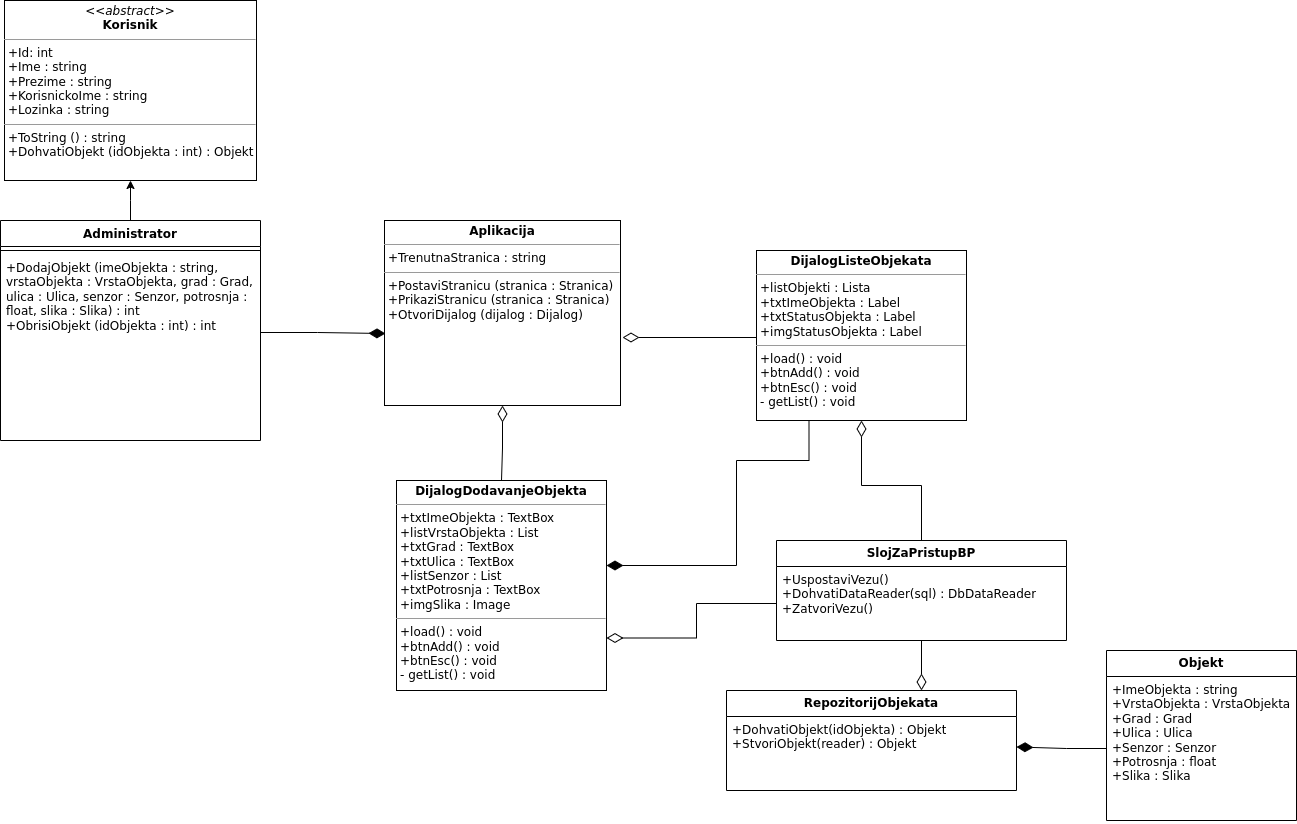 <<abstract>>
Korisnik
+Id: int
+Ime : string
+Prezime : string
+KorisnickoIme : string
+Lozinka : string
+ToString () : string
+DohvatiObjekt (idObjekta : int) : Objekt
Administrator
+DodajObjekt (imeObjekta : string,
vrstaObjekta : VrstaObjekta, grad : Grad,
ulica : Ulica, senzor : Senzor, potrosnja :
float, slika : Slika) : int
+ObrisiObjekt (idObjekta : int) : int
Aplikacija
+TrenutnaStranica : string
+PostaviStranicu (stranica : Stranica)
+PrikaziStranicu (stranica : Stranica)
+OtvoriDijalog (dijalog : Dijalog)
DijalogListeObjekata
+listObjekti : Lista
+txtImeObjekta : Label
+txtStatusObjekta : Label
+imgStatusObjekta : Label
+load() : void
+btnAdd() : void
+btnEsc() : void
- getList() : void
DijalogDodavanjeObjekta
+txtImeObjekta : TextBox
+listVrstaObjekta : List
+txtGrad : TextBox
+txtUlica : TextBox
+listSenzor : List
+txtPotrosnja : TextBox
+imgSlika : Image
+load() : void
+btnAdd() : void
+btnEsc() : void
- getList() : void
SlojZaPristupBP
+UspostaviVezu()
+DohvatiDataReader(sql) : DbDataReader
+ZatvoriVezu()
RepozitorijObjekata
+DohvatiObjekt(idObjekta) : Objekt
+StvoriObjekt(reader) : Objekt
Objekt
+ImeObjekta : string
+VrstaObjekta : VrstaObjekta
+Grad : Grad
+Ulica : Ulica
+Senzor : Senzor
+Potrosnja : float
+Slika : Slika